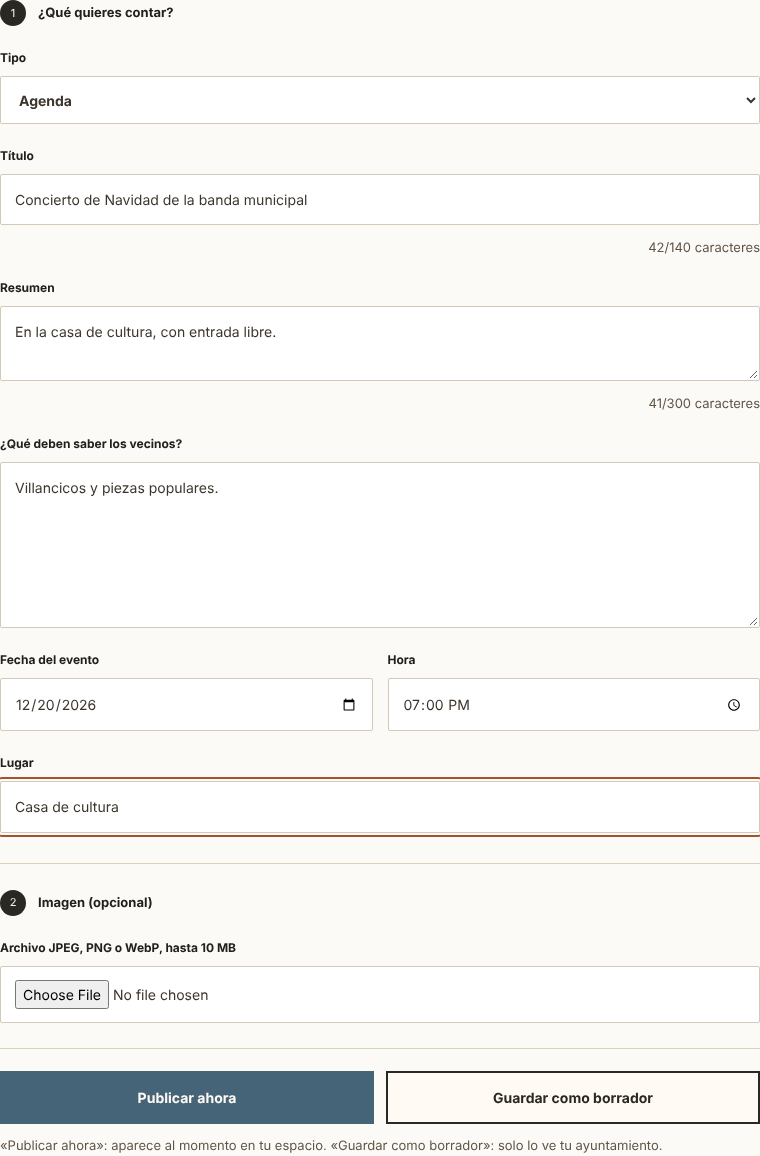 1 ¿Qué quieres contar?
Tipo
Agenda
Título
Concierto de Navidad de la banda municipal
42/140 caracteres
Resumen
En la casa de cultura, con entrada libre.
41/300 caracteres
¿Qué deben saber los vecinos?
Villancicos y piezas populares.
Fecha del evento Hora
12/20/2026 07:00 PM
Lugar
Casa de cultura
2 Imagen (opcional)
Archivo JPEG, PNG o WebP, hasta 10 MB
Choose File No file chosen
Publicar ahora Guardar como borrador
«Publicar ahora»: aparece al momento en tu espacio. «Guardar como borrador»: solo lo ve tu ayuntamiento.